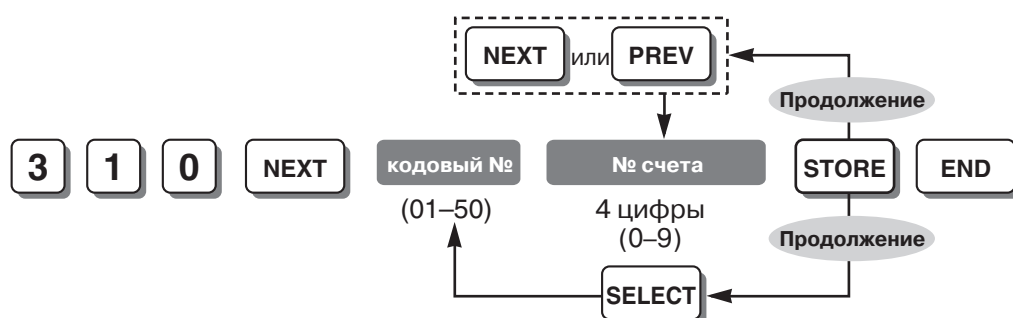 NEXT или PREV
Продолжение
3 1 0 NEXT кодовый № № счета STORE END
(01–50) 4 цифры
(0–9)
Продолжение
SELECT